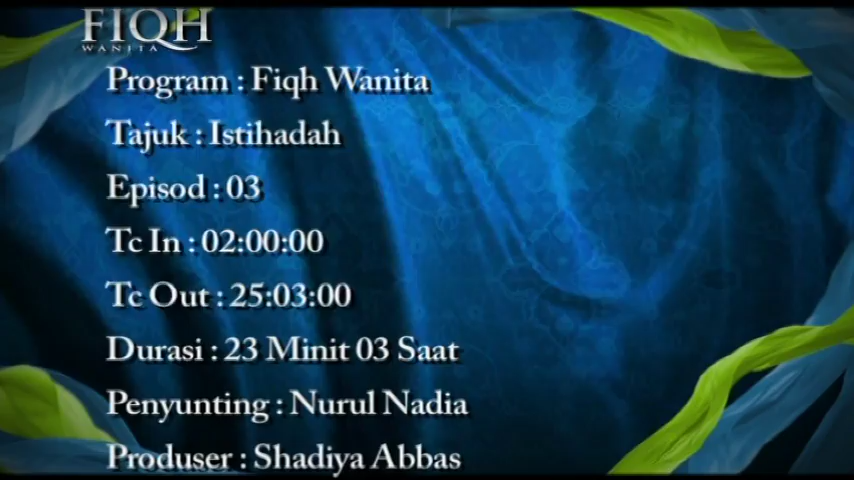 FIQH
WANITA
Program : Fiqh Wanita
Tajuk : Istihadah
Episod : 03
Tc In : 02:00:00
Tc Out : 25:03:00
Durasi : 23 Minit 03 Saat
Penyunting : Nurul Nadia
Produser : Shadiya Abbas